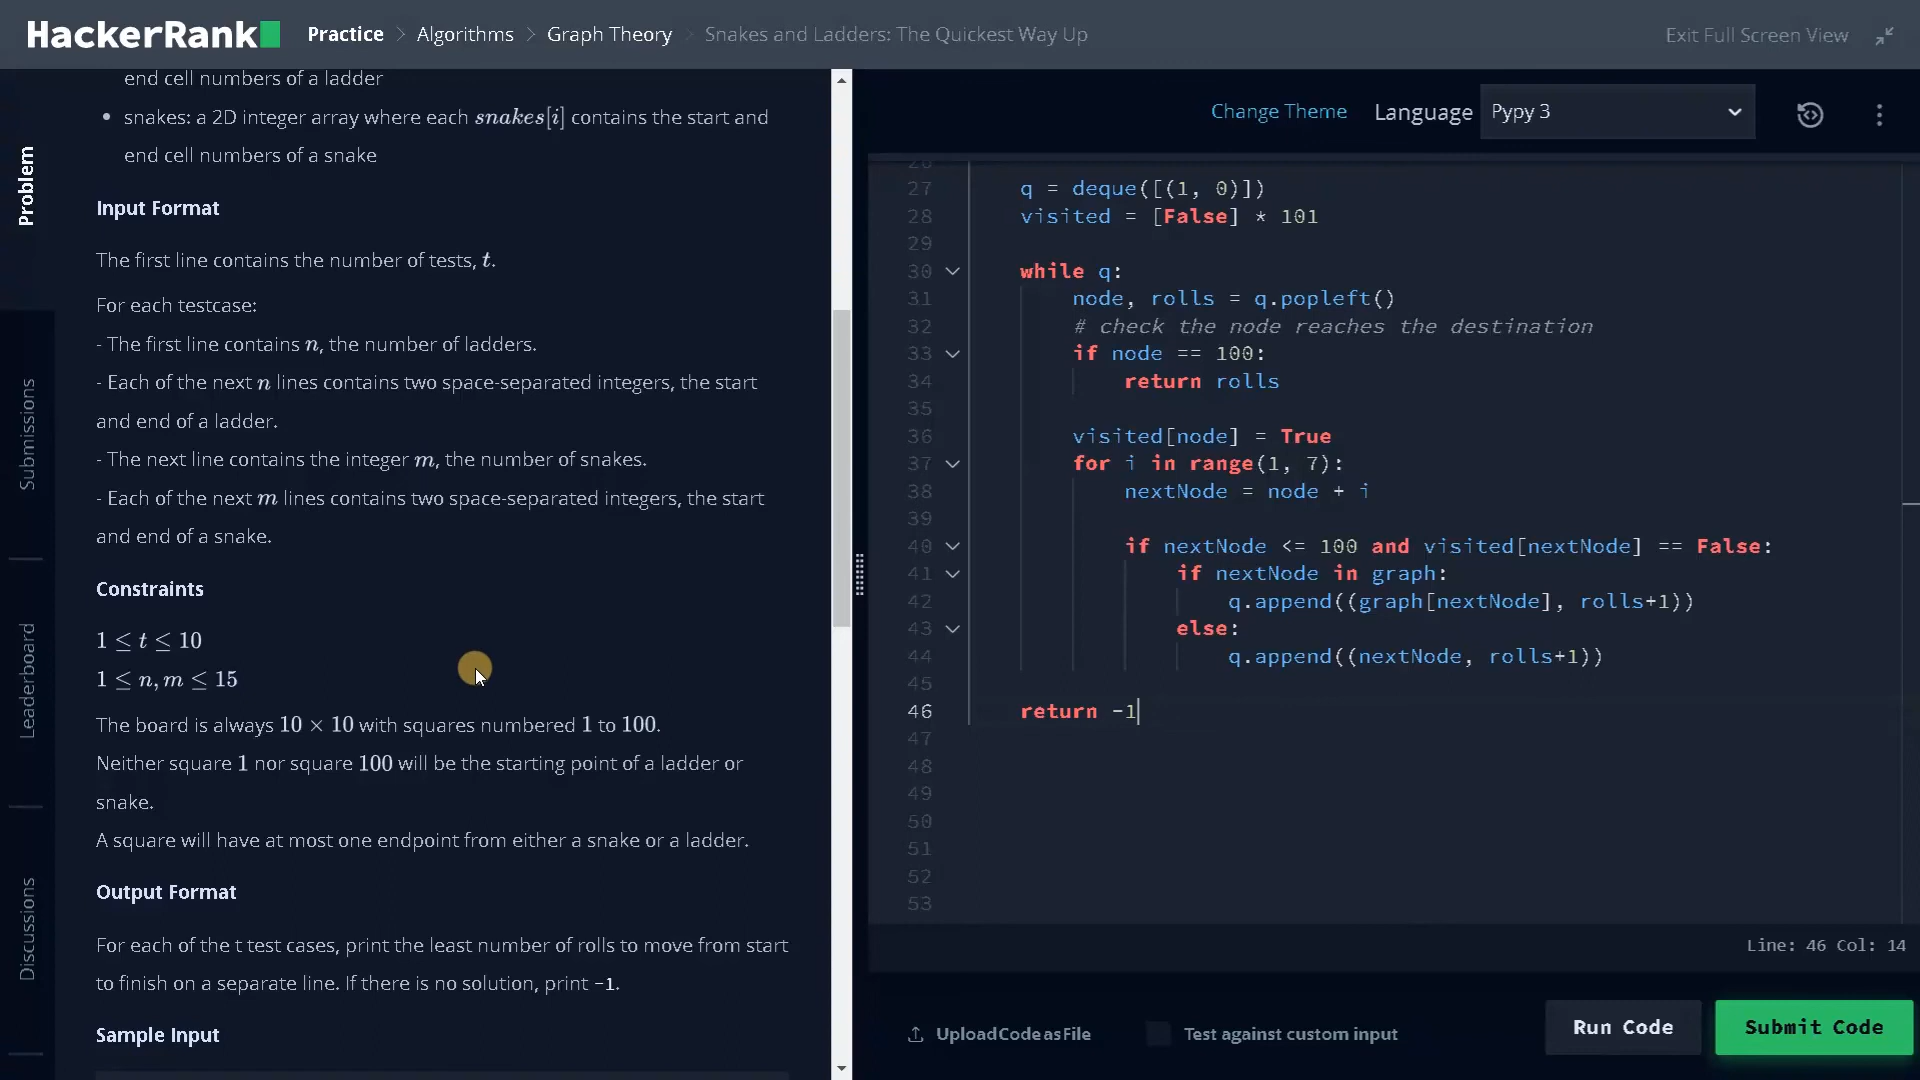 HackerRank Practice Algorithms Graph Theory Snakes and Ladders: The Quickest Way Up Exit Full Screen View
Problem
Submissions
Leaderboard
Discussions
end cell numbers of a ladder
• snakes: a 2D integer array where each snakes[i] contains the start and
end cell numbers of a snake
Input Format
The first line contains the number of tests, t.
For each testcase:
- The first line contains n, the number of ladders.
- Each of the next n lines contains two space-separated integers, the start
and end of a ladder.
- The next line contains the integer m, the number of snakes.
- Each of the next m lines contains two space-separated integers, the start
and end of a snake.
Constraints
1 ≤ t ≤ 10
1 ≤ n, m ≤ 15
The board is always 10 × 10 with squares numbered 1 to 100.
Neither square 1 nor square 100 will be the starting point of a ladder or
snake.
A square will have at most one endpoint from either a snake or a ladder.
Output Format
For each of the t test cases, print the least number of rolls to move from start
to finish on a separate line. If there is no solution, print -1.
Sample Input
Change Theme Language Pypy 3
26
27 q = deque([(1, 0)])
28 visited = [False] * 101
29
30 while q:
31 node, rolls = q.popleft()
32 # check the node reaches the destination
33 if node == 100:
34 return rolls
35
36 visited[node] = True
37 for i in range(1, 7):
38 nextNode = node + i
39
40 if nextNode <= 100 and visited[nextNode] == False:
41 if nextNode in graph:
42 q.append((graph[nextNode], rolls+1))
43 else:
44 q.append((nextNode, rolls+1))
45
46 return -1
47
48
49
50
51
52
53
Line: 46 Col: 14
Upload Code as File Test against custom input Run Code Submit Code